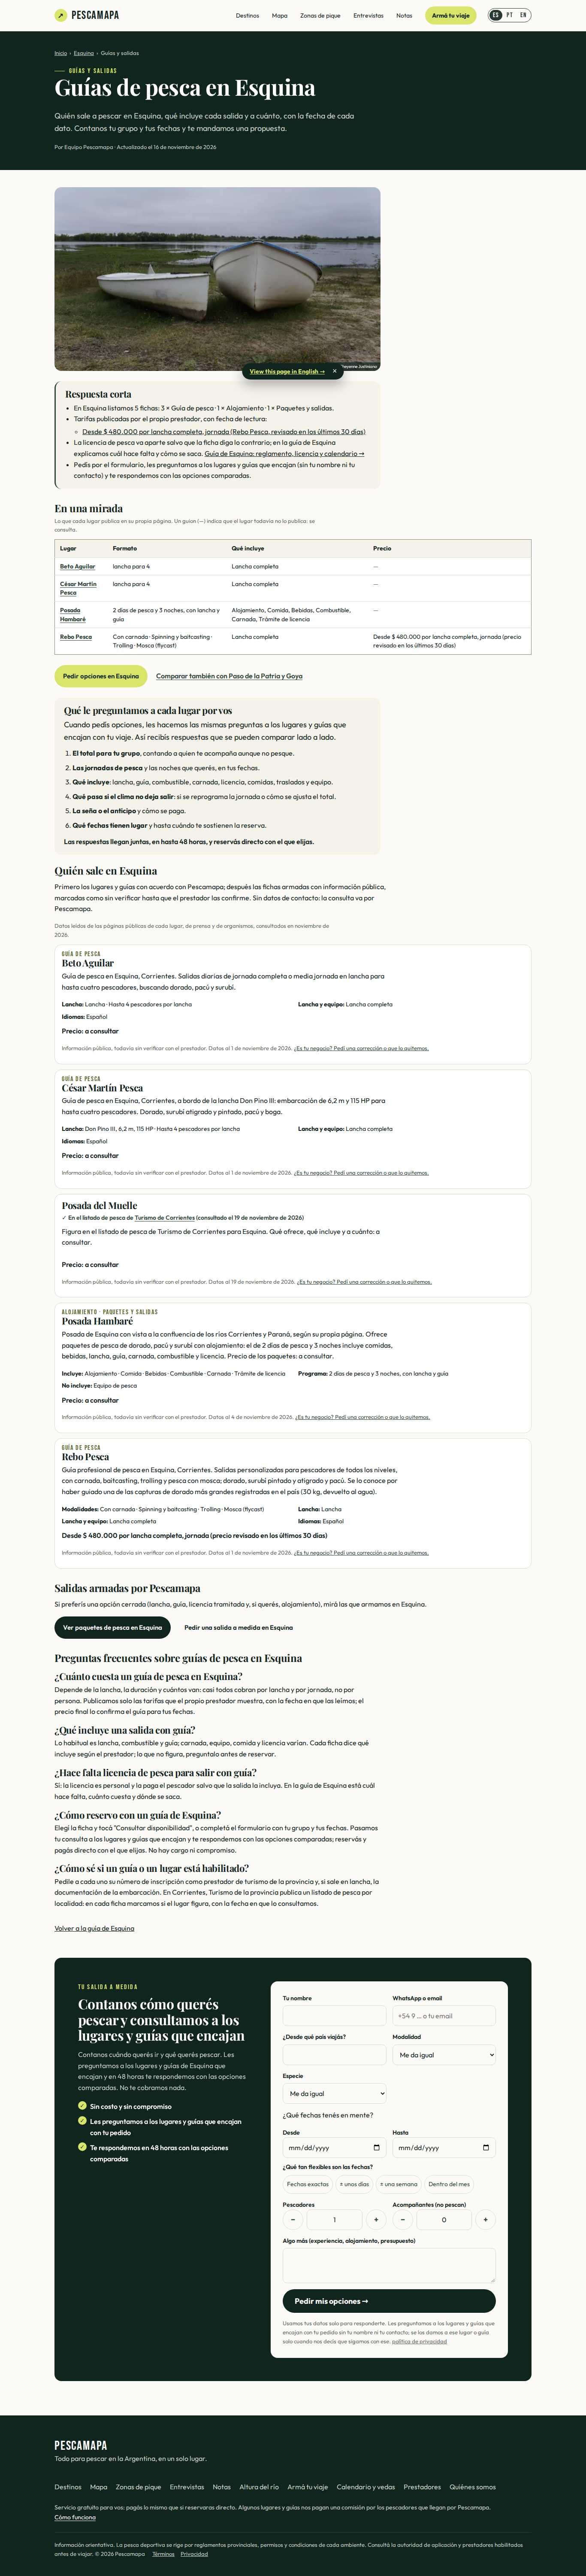 PESCAMAPA
Destinos Mapa Zonas de pique Entrevistas Notas Armá tu viaje ES PT EN
Inicio › Esquina › Guías y salidas
GUÍAS Y SALIDAS
Guías de pesca en Esquina
Quién sale a pescar en Esquina, qué incluye cada salida y a cuánto, con la fecha de cada
dato. Contanos tu grupo y tus fechas y te mandamos una propuesta.
Por Equipo Pescamapa · Actualizado el 16 de noviembre de 2026
View this page in English → ×
Respuesta corta
En Esquina listamos 5 fichas: 3 × Guía de pesca · 1 × Alojamiento · 1 × Paquetes y salidas.
Tarifas publicadas por el propio prestador, con fecha de lectura:
Desde $ 480.000 por lancha completa, jornada (Rebo Pesca, revisado en los últimos 30 días)
La licencia de pesca va aparte salvo que la ficha diga lo contrario; en la guía de Esquina
explicamos cuál hace falta y cómo se saca. Guía de Esquina: reglamento, licencia y calendario →
Pedís por el formulario, les preguntamos a los lugares y guías que encajan (sin tu nombre ni tu
contacto) y te respondemos con las opciones comparadas.
En una mirada
Lo que cada lugar publica en su propia página. Un guion (—) indica que el lugar todavía no lo publica: se
consulta.
Lugar Formato Qué incluye Precio
Beto Aguilar lancha para 4 Lancha completa —
César Martín Pesca lancha para 4 Lancha completa —
Posada Hambaré 2 días de pesca y 3 noches, con lancha y guía Alojamiento, Comida, Bebidas, Combustible, Carnada, Trámite de licencia —
Rebo Pesca Con carnada · Spinning y baitcasting · Trolling · Mosca (flycast) Lancha completa Desde $ 480.000 por lancha completa, jornada (precio revisado en los últimos 30 días)
Pedir opciones en Esquina Comparar también con Paso de la Patria y Goya
Qué le preguntamos a cada lugar por vos
Cuando pedís opciones, les hacemos las mismas preguntas a los lugares y guías que
encajan con tu viaje. Así recibís respuestas que se pueden comparar lado a lado.
1. El total para tu grupo, contando a quien te acompaña aunque no pesque.
2. Las jornadas de pesca y las noches que querés, en tus fechas.
3. Qué incluye: lancha, guía, combustible, carnada, licencia, comidas, traslados y equipo.
4. Qué pasa si el clima no deja salir: si se reprograma la jornada o cómo se ajusta el total.
5. La seña o el anticipo y cómo se paga.
6. Qué fechas tienen lugar y hasta cuándo te sostienen la reserva.
Las respuestas llegan juntas, en hasta 48 horas, y reservás directo con el que elijas.
Quién sale en Esquina
Primero los lugares y guías con acuerdo con Pescamapa; después las fichas armadas con información pública,
marcadas como sin verificar hasta que el prestador las confirme. Sin datos de contacto: la consulta va por
Pescamapa.
Datos leídos de las páginas públicas de cada lugar, de prensa y de organismos, consultados en noviembre de
2026.
GUÍA DE PESCA
Beto Aguilar
Guía de pesca en Esquina, Corrientes. Salidas diarias de jornada completa o media jornada en lancha para
hasta cuatro pescadores, buscando dorado, pacú y surubí.
Lancha: Lancha · Hasta 4 pescadores por lancha Lancha y equipo: Lancha completa
Idiomas: Español
Precio: a consultar
Información pública, todavía sin verificar con el prestador. Datos al 1 de noviembre de 2026. ¿Es tu negocio? Pedí una corrección o que lo quitemos.
GUÍA DE PESCA
César Martín Pesca
Guía de pesca en Esquina, Corrientes, a bordo de la lancha Don Pino III: embarcación de 6,2 m y 115 HP para
hasta cuatro pescadores. Dorado, surubí atigrado y pintado, pacú y boga.
Lancha: Don Pino III, 6,2 m, 115 HP · Hasta 4 pescadores por lancha Lancha y equipo: Lancha completa
Idiomas: Español
Precio: a consultar
Información pública, todavía sin verificar con el prestador. Datos al 1 de noviembre de 2026. ¿Es tu negocio? Pedí una corrección o que lo quitemos.
Posada del Muelle
✓ En el listado de pesca de Turismo de Corrientes (consultado el 19 de noviembre de 2026)
Figura en el listado de pesca de Turismo de Corrientes para Esquina. Qué ofrece, qué incluye y a cuánto: a
consultar.
Precio: a consultar
Información pública, todavía sin verificar con el prestador. Datos al 19 de noviembre de 2026. ¿Es tu negocio? Pedí una corrección o que lo quitemos.
ALOJAMIENTO · PAQUETES Y SALIDAS
Posada Hambaré
Posada de Esquina con vista a la confluencia de los ríos Corrientes y Paraná, según su propia página. Ofrece
paquetes de pesca de dorado, pacú y surubí con alojamiento: el de 2 días de pesca y 3 noches incluye comidas,
bebidas, lancha, guía, carnada, combustible y licencia. Precio de los paquetes: a consultar.
Incluye: Alojamiento · Comida · Bebidas · Combustible · Carnada · Trámite de licencia Programa: 2 días de pesca y 3 noches, con lancha y guía
No incluye: Equipo de pesca
Precio: a consultar
Información pública, todavía sin verificar con el prestador. Datos al 4 de noviembre de 2026. ¿Es tu negocio? Pedí una corrección o que lo quitemos.
GUÍA DE PESCA
Rebo Pesca
Guía profesional de pesca en Esquina, Corrientes. Salidas personalizadas para pescadores de todos los niveles,
con carnada, baitcasting, trolling y pesca con mosca; dorado, surubí pintado y atigrado y pacú. Se lo conoce por
haber guiado una de las capturas de dorado más grandes registradas en el país (30 kg, devuelto al agua).
Modalidades: Con carnada · Spinning y baitcasting · Trolling · Mosca (flycast) Lancha: Lancha
Lancha y equipo: Lancha completa Idiomas: Español
Desde $ 480.000 por lancha completa, jornada (precio revisado en los últimos 30 días)
Información pública, todavía sin verificar con el prestador. Datos al 1 de noviembre de 2026. ¿Es tu negocio? Pedí una corrección o que lo quitemos.
Salidas armadas por Pescamapa
Si preferís una opción cerrada (lancha, guía, licencia tramitada y, si querés, alojamiento), mirá las que armamos en Esquina.
Ver paquetes de pesca en Esquina Pedir una salida a medida en Esquina
Preguntas frecuentes sobre guías de pesca en Esquina
¿Cuánto cuesta un guía de pesca en Esquina?
Depende de la lancha, la duración y cuántos van: casi todos cobran por lancha y por jornada, no por
persona. Publicamos solo las tarifas que el propio prestador muestra, con la fecha en que las leímos; el
precio final lo confirma el guía para tus fechas.
¿Qué incluye una salida con guía?
Lo habitual es lancha, combustible y guía; carnada, equipo, comida y licencia varían. Cada ficha dice qué
incluye según el prestador; lo que no figura, preguntalo antes de reservar.
¿Hace falta licencia de pesca para salir con guía?
Sí: la licencia es personal y la paga el pescador salvo que la salida la incluya. En la guía de Esquina está cuál
hace falta, cuánto cuesta y dónde se saca.
¿Cómo reservo con un guía de Esquina?
Elegí la ficha y tocá "Consultar disponibilidad", o completá el formulario con tu grupo y tus fechas. Pasamos
tu consulta a los lugares y guías que encajan y te respondemos con las opciones comparadas; reservás y
pagás directo con el que elijas. No hay cargo ni compromiso.
¿Cómo sé si un guía o un lugar está habilitado?
Pedile a cada uno su número de inscripción como prestador de turismo de la provincia y, si sale en lancha, la
documentación de la embarcación. En Corrientes, Turismo de la provincia publica un listado de pesca por
localidad: en cada ficha marcamos si el lugar figura, con la fecha en que lo consultamos.
Volver a la guía de Esquina
TU SALIDA A MEDIDA
Contanos cómo querés
pescar y consultamos a los
lugares y guías que encajan
Contanos cuándo querés ir y qué querés pescar. Les
preguntamos a los lugares y guías de Esquina que
encajan y en 48 horas te respondemos con las opciones
comparadas. No te cobramos nada.
✓ Sin costo y sin compromiso
✓ Les preguntamos a los lugares y guías que encajan
con tu pedido
✓ Te respondemos en 48 horas con las opciones
comparadas
Tu nombre WhatsApp o email
+54 9 … o tu email
¿Desde qué país viajás? Modalidad
Me da igual
Especie
Me da igual
¿Qué fechas tenés en mente?
Desde Hasta
mm/dd/yyyy mm/dd/yyyy
¿Qué tan flexibles son las fechas?
Fechas exactas ± unos días ± una semana Dentro del mes
Pescadores Acompañantes (no pescan)
− 1 + − 0 +
Algo más (experiencia, alojamiento, presupuesto)
Pedir mis opciones →
Usamos tus datos solo para responderte. Les preguntamos a los lugares y guías que
encajan con tu pedido sin tu nombre ni tu contacto; se los damos a ese lugar o guía
solo cuando nos decís que sigamos con ese. política de privacidad
PESCAMAPA
Todo para pescar en la Argentina, en un solo lugar.
Destinos Mapa Zonas de pique Entrevistas Notas Altura del río Armá tu viaje Calendario y vedas Prestadores Quiénes somos
Servicio gratuito para vos: pagás lo mismo que si reservaras directo. Algunos lugares y guías nos pagan una comisión por los pescadores que llegan por Pescamapa.
Cómo funciona
Información orientativa. La pesca deportiva se rige por reglamentos provinciales, permisos y condiciones de cada ambiente. Consultá la autoridad de aplicación y prestadores habilitados
antes de viajar. © 2026 Pescamapa Términos Privacidad